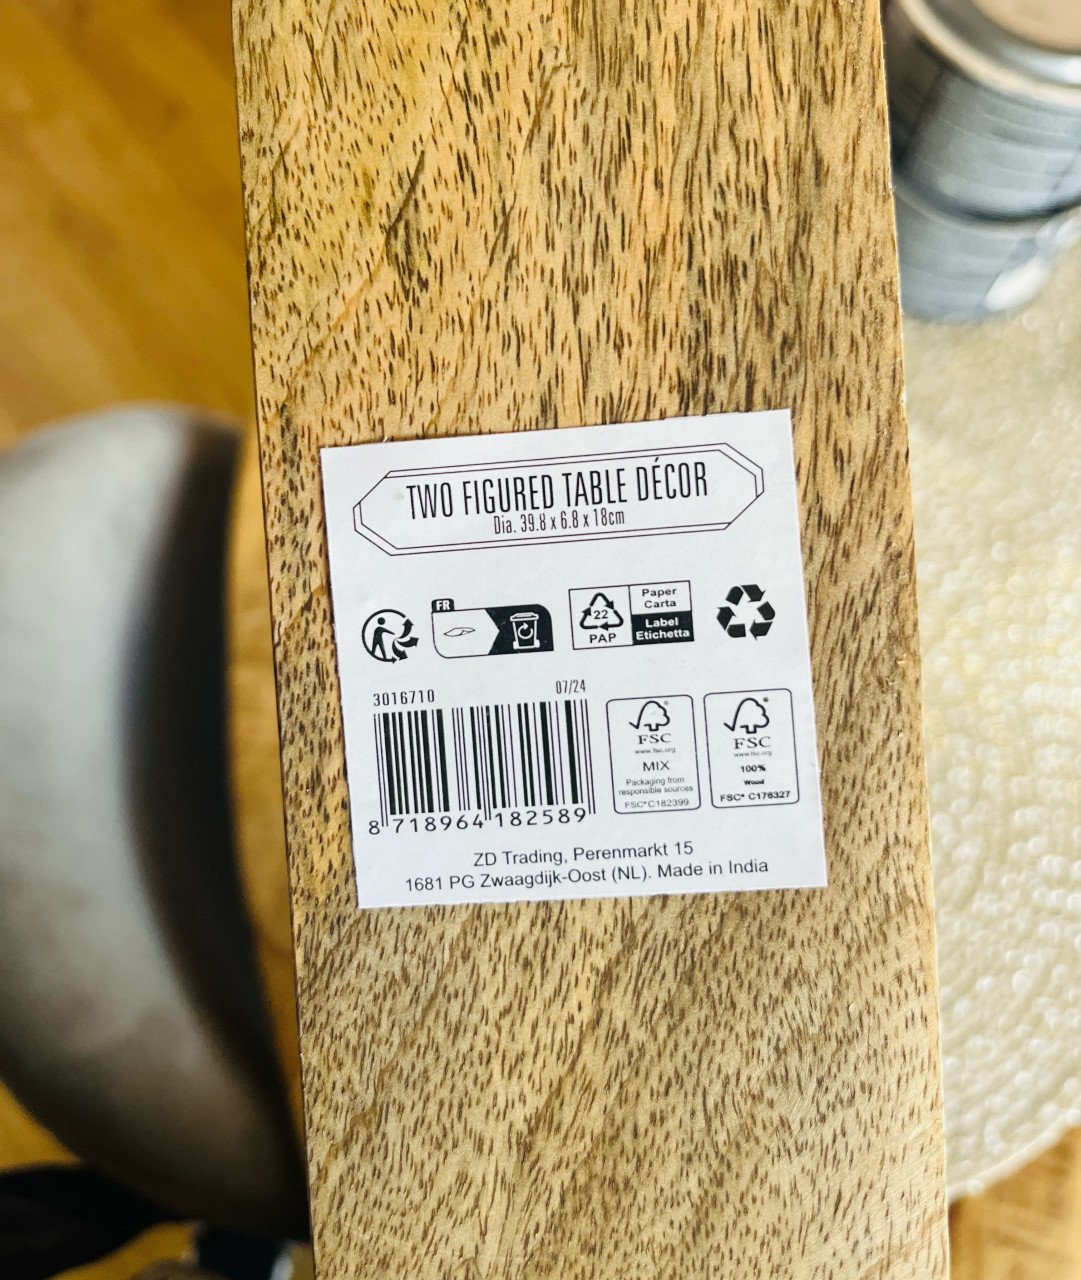 TWO FIGURED TABLE DÉCOR
Dia. 39.8 x 6.8 x 18cm
FR
22
PAP
Paper
Carta
Label
Etichetta
3016710
07/24
8 718964 182589
FSC®
www.fsc.org
MIX
Packaging from
responsible sources
FSC® C182399
FSC®
www.fsc.org
100%
Wood
FSC® C176327
ZD Trading, Perenmarkt 15
1681 PG Zwaagdijk-Oost (NL). Made in India